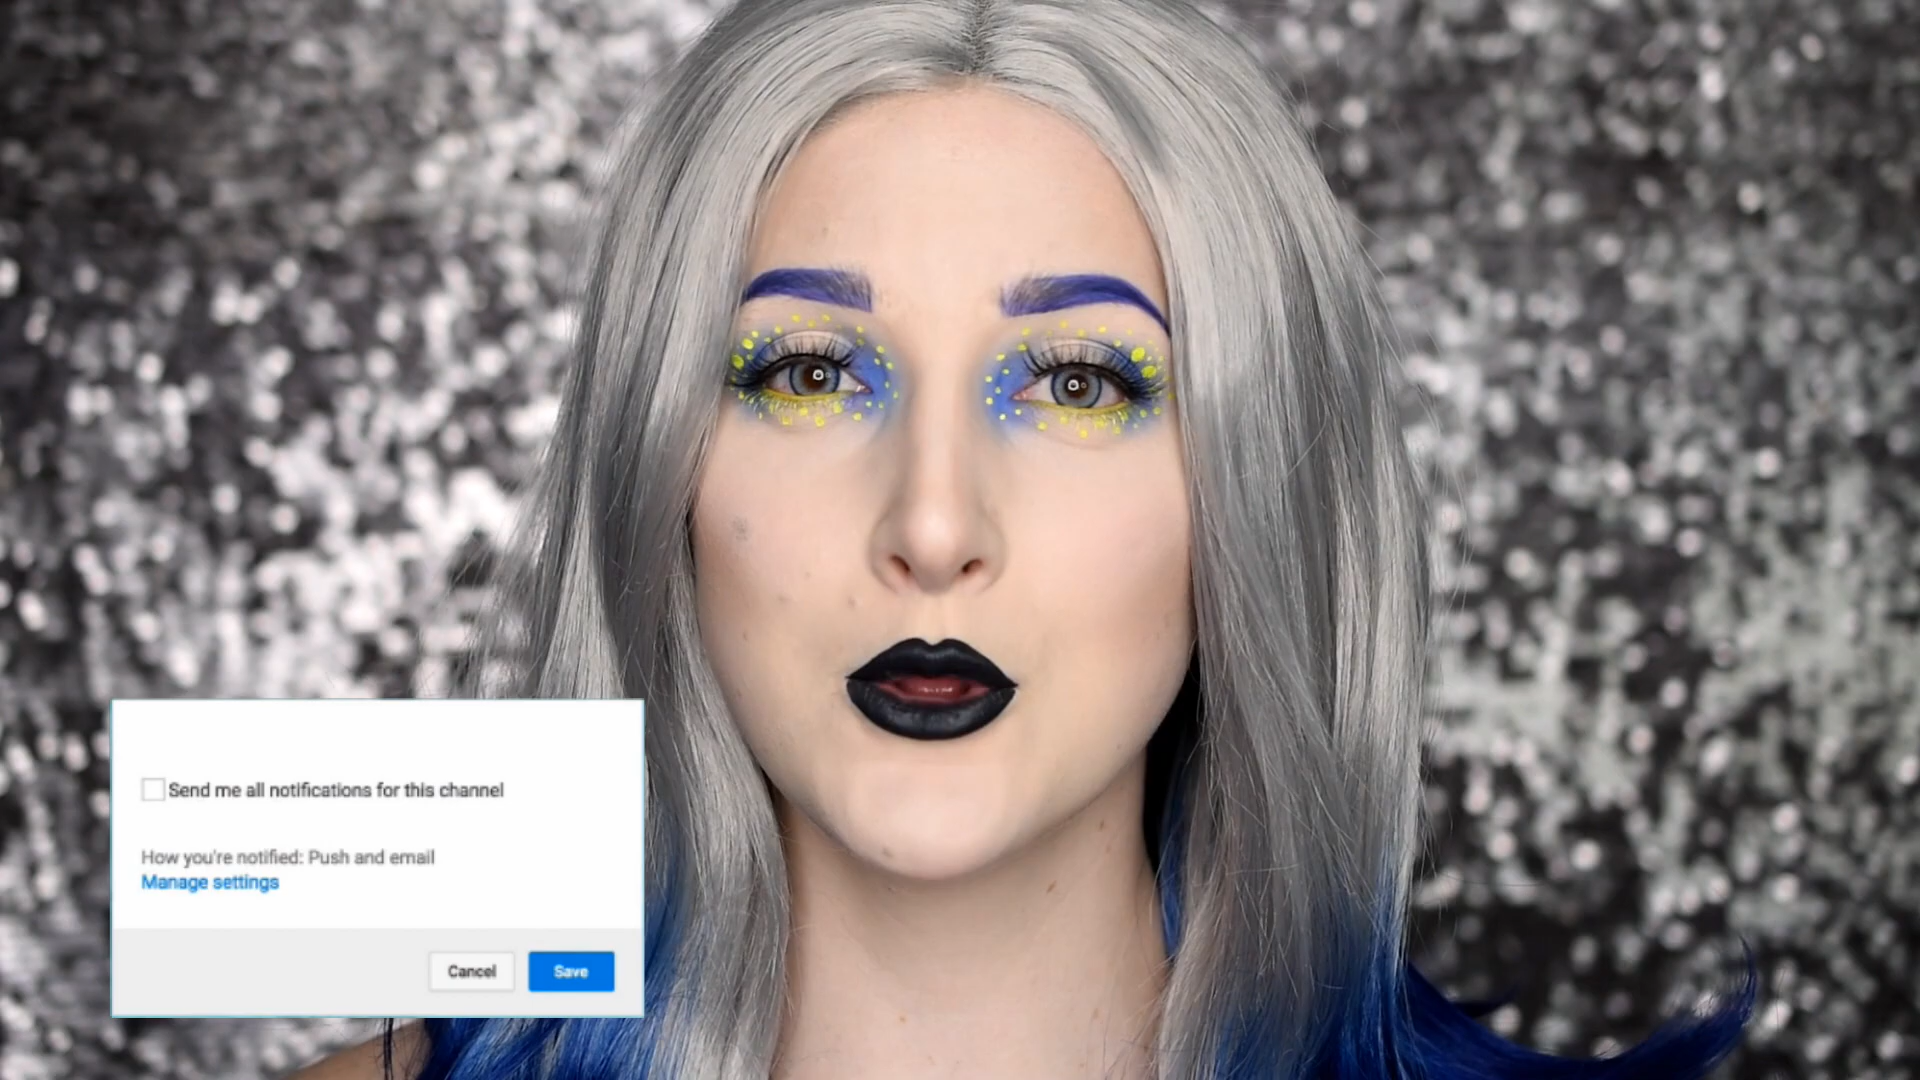 Send me all notifications for this channel
How you're notified: Push and email
Manage settings
Cancel
Save